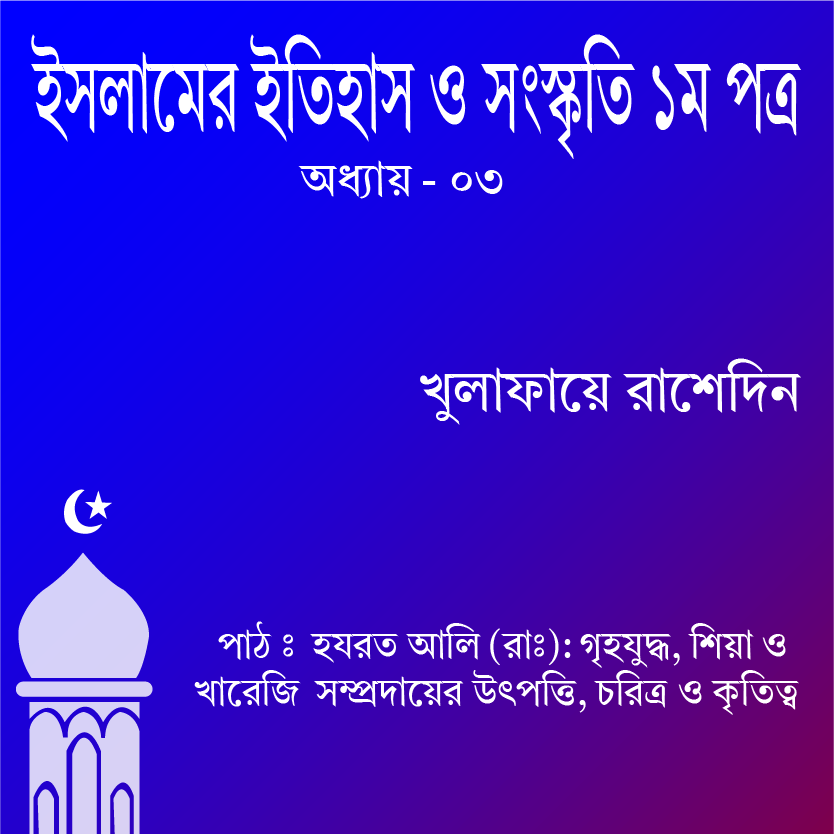 ইসলামের ইতিহাস ও সংস্কৃতি ১ম পত্র
অধ্যায় - ০৩
খুলাফায়ে রাশেদিন
পাঠ ঃ হযরত আলি (রাঃ): গৃহযুদ্ধ, শিয়া ও
খারেজি সম্প্রদায়ের উৎপত্তি, চরিত্র ও কৃতিত্ব